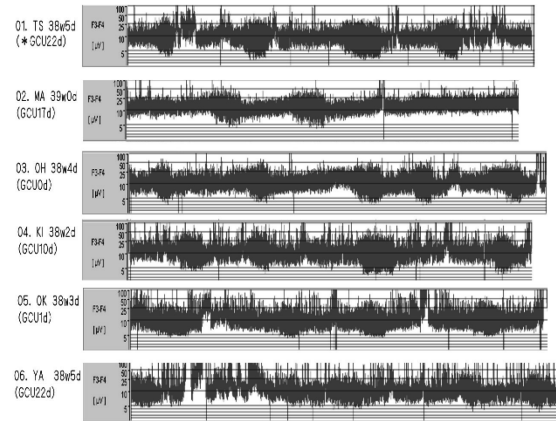 01. TS 38w5d
(*GCU22d)
F3-F4
[µV]
100
50
25
10
5
02. MA 39w0d
(GCU17d)
F3-F4
[µV]
100
50
25
10
5
03. OH 38w4d
(GCU0d)
F3-F4
[µV]
100
50
25
10
5
04. KI 38w2d
(GCU10d)
F3-F4
[µV]
100
50
25
10
5
05. OK 38w3d
(GCU1d)
F3-F4
[µV]
100
50
25
10
5
06. YA 38w5d
(GCU22d)
F3-F4
[µV]
100
50
25
10
5